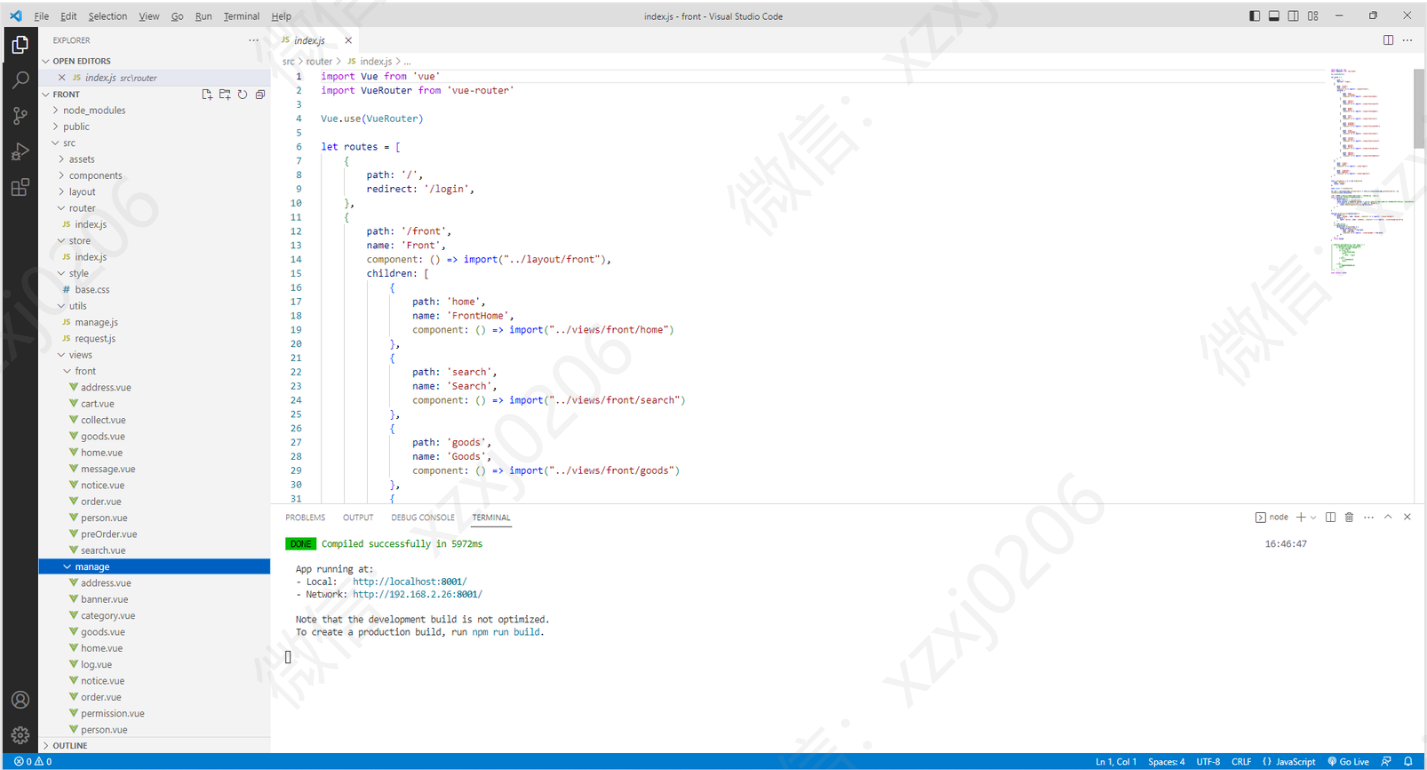 File Edit Selection View Go Run Terminal Help
index.js - front - Visual Studio Code
EXPLORER
OPEN EDITORS
JS index.js src\router
FRONT
node_modules
public
src
assets
components
layout
router
JS index.js
store
JS index.js
style
# base.css
utils
JS manage.js
JS request.js
views
front
address.vue
cart.vue
collect.vue
goods.vue
home.vue
message.vue
notice.vue
order.vue
person.vue
preOrder.vue
search.vue
manage
address.vue
banner.vue
category.vue
goods.vue
home.vue
log.vue
notice.vue
order.vue
permission.vue
person.vue
OUTLINE
JS index.js
src > router > JS index.js > ...
1 import Vue from 'vue'
2 import VueRouter from 'vue-router'
3
4 Vue.use(VueRouter)
5
6 let routes = [
7 {
8 path: '/',
9 redirect: '/login',
10 },
11 {
12 path: '/front',
13 name: 'Front',
14 component: () => import("../layout/front"),
15 children: [
16 {
17 path: 'home',
18 name: 'FrontHome',
19 component: () => import("../views/front/home")
20 },
21 {
22 path: 'search',
23 name: 'Search',
24 component: () => import("../views/front/search")
25 },
26 {
27 path: 'goods',
28 name: 'Goods',
29 component: () => import("../views/front/goods")
30 },
31 {
PROBLEMS OUTPUT DEBUG CONSOLE TERMINAL
node
DONE Compiled successfully in 5972ms
16:46:47
App running at:
- Local: http://localhost:8001/
- Network: http://192.168.2.26:8001/
Note that the development build is not optimized.
To create a production build, run npm run build.
0 0
Ln 1, Col 1 Spaces: 4 UTF-8 CRLF {} JavaScript Go Live
微信：xzxj0206